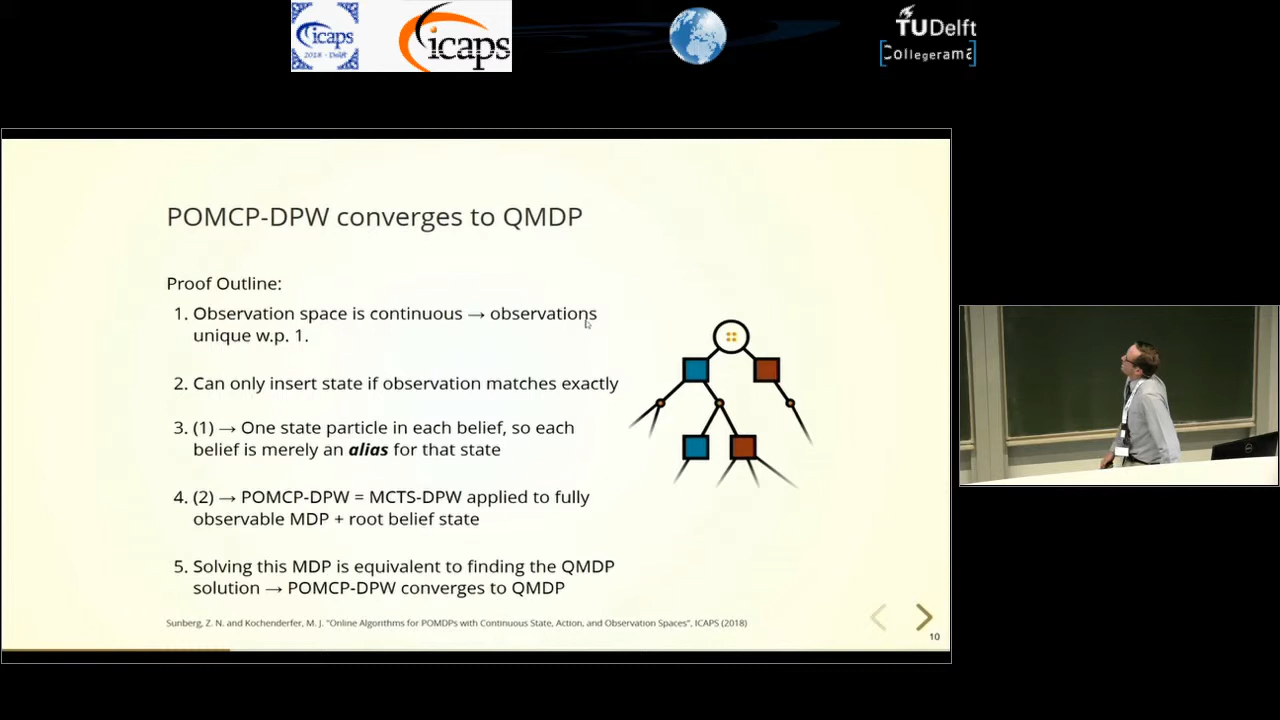 icaps
2018 - Delft
icaps
TUDelft
Collegerama
POMCP-DPW converges to QMDP
Proof Outline:
1. Observation space is continuous → observations
unique w.p. 1.
2. Can only insert state if observation matches exactly
3. (1) → One state particle in each belief, so each
belief is merely an alias for that state
4. (2) → POMCP-DPW = MCTS-DPW applied to fully
observable MDP + root belief state
5. Solving this MDP is equivalent to finding the QMDP
solution → POMCP-DPW converges to QMDP
Sunberg, Z. N. and Kochenderfer, M. J. "Online Algorithms for POMDPs with Continuous State, Action, and Observation Spaces", ICAPS (2018)
10